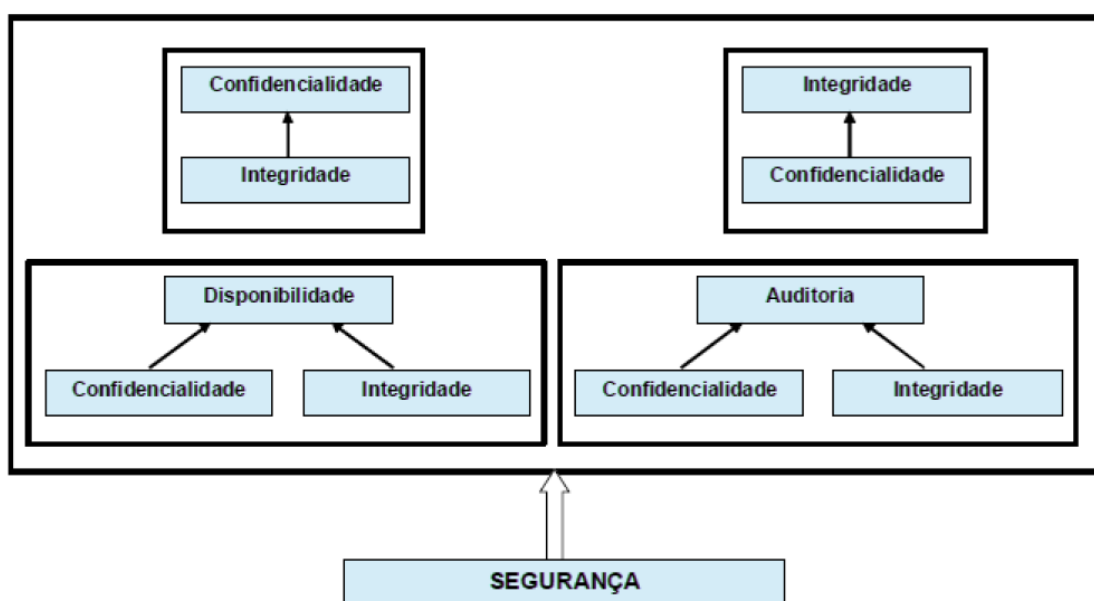 Confidencialidade
Integridade
Integridade
Confidencialidade
Disponibilidade
Confidencialidade
Integridade
Auditoria
Confidencialidade
Integridade
SEGURANÇA